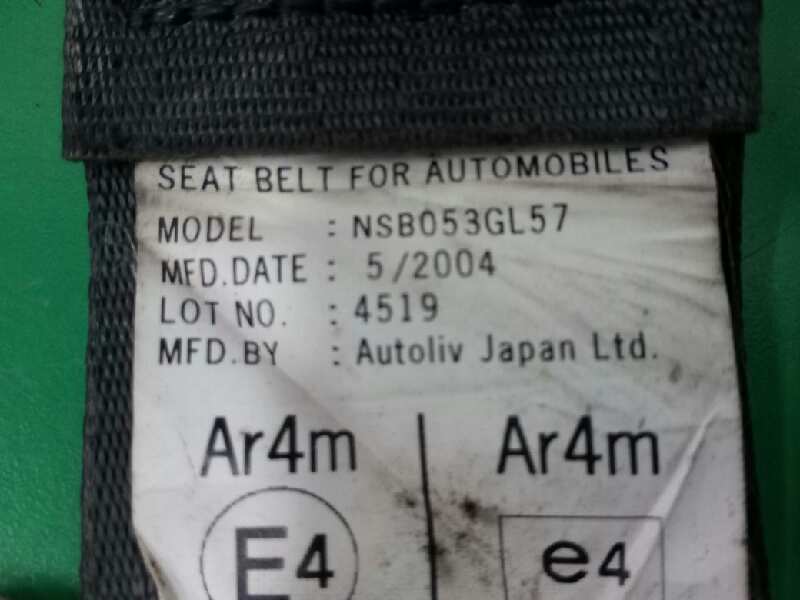 SEAT BELT FOR AUTOMOBILES
MODEL : NSB053GL57
MFD.DATE : 5/2004
LOT NO. : 4519
MFD.BY : Autoliv Japan Ltd.
Ar4m Ar4m
E4 e4